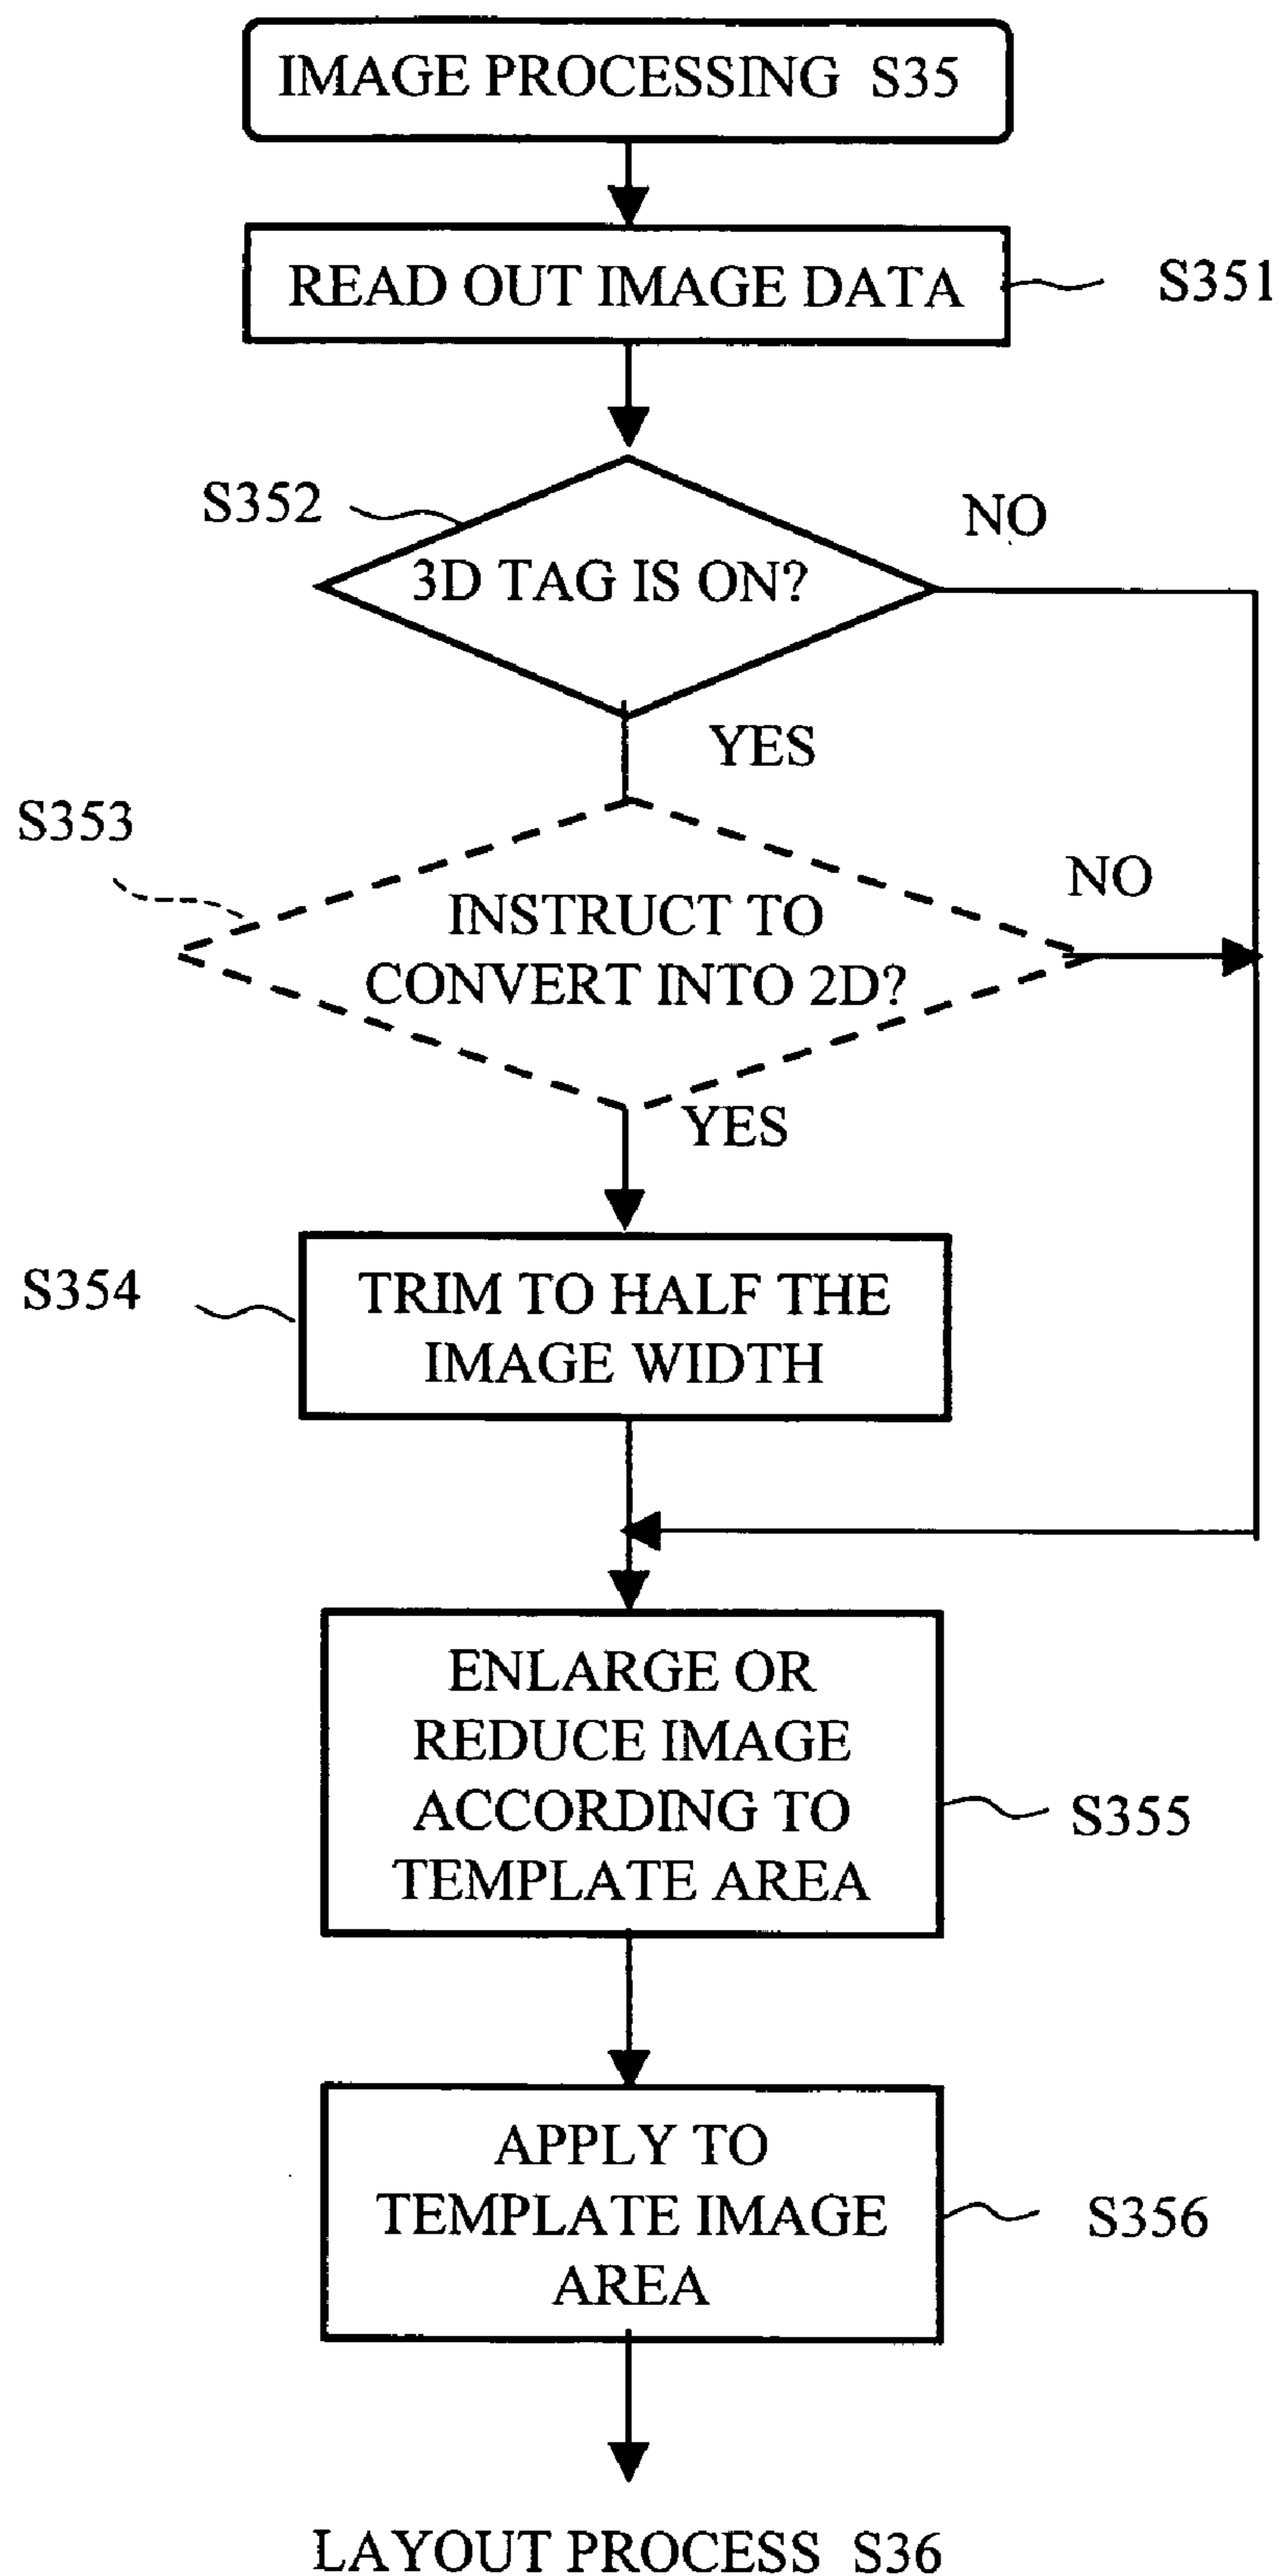 IMAGE PROCESSING S35
READ OUT IMAGE DATA
S351
S352
NO
3D TAG IS ON?
YES
S353
NO
INSTRUCT TO
CONVERT INTO 2D?
YES
S354
TRIM TO HALF THE
IMAGE WIDTH
ENLARGE OR
REDUCE IMAGE
ACCORDING TO
TEMPLATE AREA
S355
APPLY TO
TEMPLATE IMAGE
AREA
S356
LAYOUT PROCESS S36